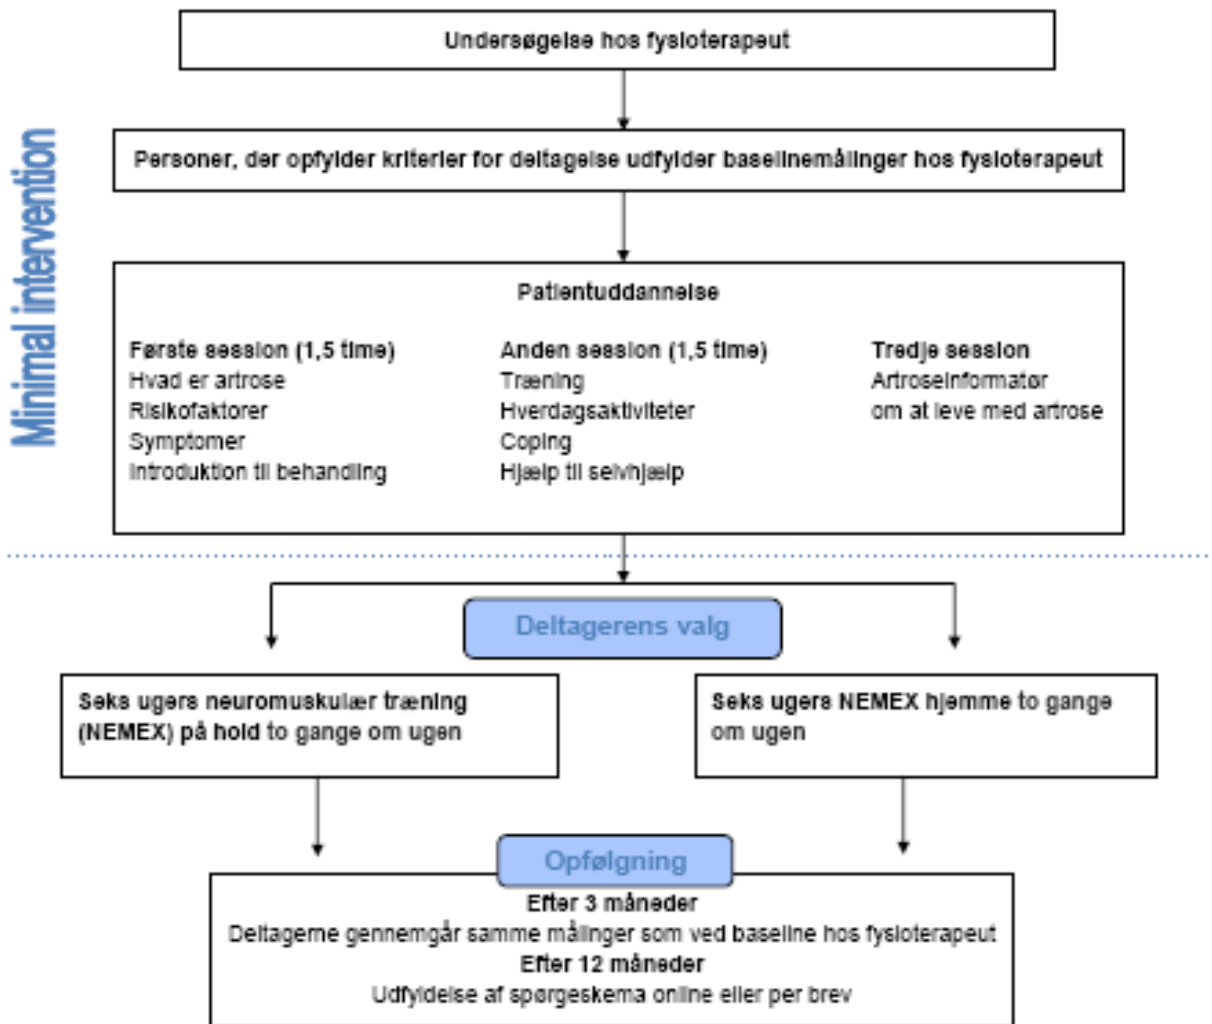 Undersøgelse hos fysioterapeut
Minimal intervention
Personer, der opfylder kriterier for deltagelse udfylder baselinemålinger hos fysioterapeut
Patientuddannelse
Første session (1,5 time)
Hvad er artrose
Risikofaktorer
Symptomer
Introduktion til behandling
Anden session (1,5 time)
Træning
Hverdagsaktiviteter
Coping
Hjælp til selvhjælp
Tredje session
Artroseinformatør
om at leve med artrose
Deltagerens valg
Seks ugers neuromuskulær træning
(NEMEX) på hold to gange om ugen
Seks ugers NEMEX hjemme to gange
om ugen
Opfølgning
Efter 3 måneder
Deltagerne gennemgår samme målinger som ved baseline hos fysioterapeut
Efter 12 måneder
Udfyldelse af spørgeskema online eller per brev